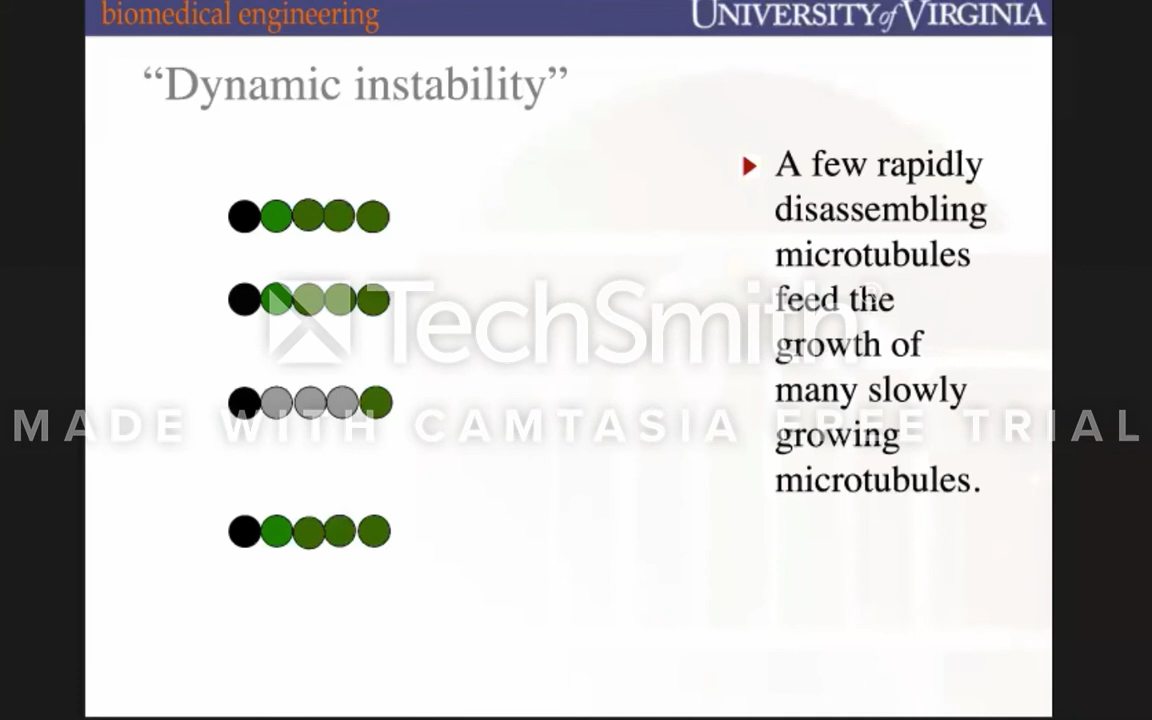 biomedical engineering
UNIVERSITY of VIRGINIA
“Dynamic instability”
A few rapidly
disassembling
microtubules
feed the
growth of
many slowly
growing
microtubules.
TechSmith®
MADE WITH CAMTASIA FREE TRIAL